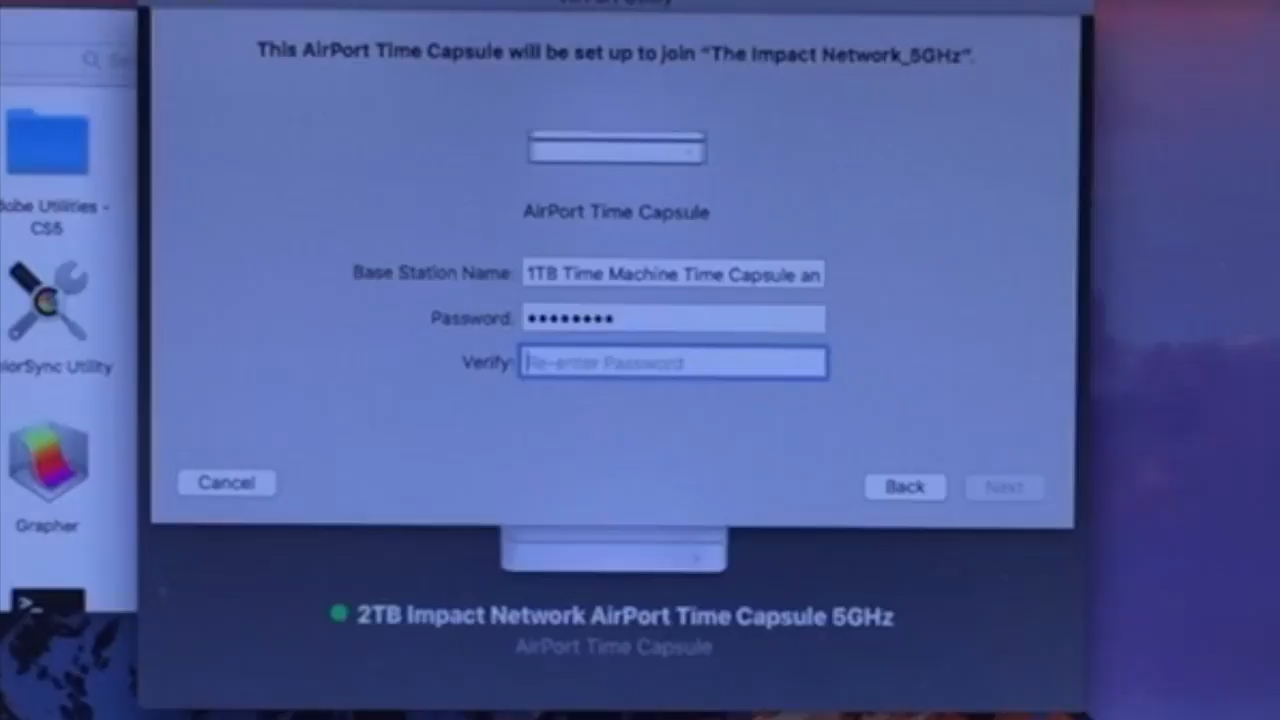 This AirPort Time Capsule will be set up to join “The Impact Network_5GHz”.
AirPort Time Capsule
Base Station Name: 1TB Time Machine Time Capsule an
Password:
Verify: Re-enter Password
Cancel
Back
Next
dobe Utilities -
CS5
lorSync Utility
Grapher
2TB Impact Network AirPort Time Capsule 5GHz
AirPort Time Capsule